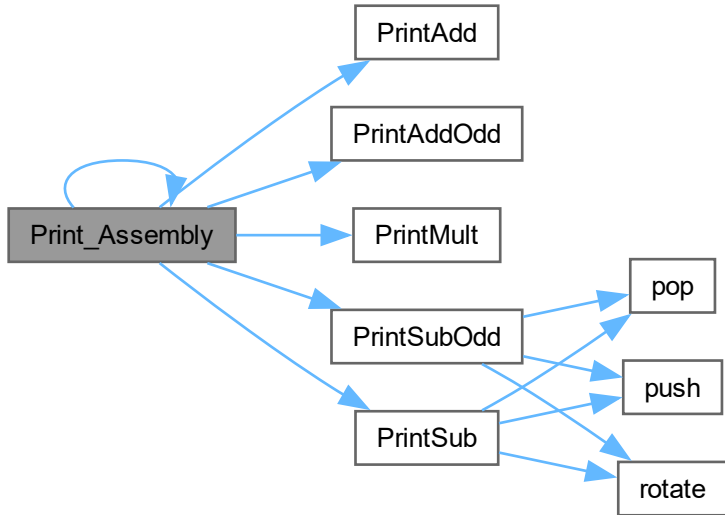 PrintAdd
PrintAddOdd
Print_Assembly
PrintMult
pop
PrintSubOdd
push
PrintSub
rotate